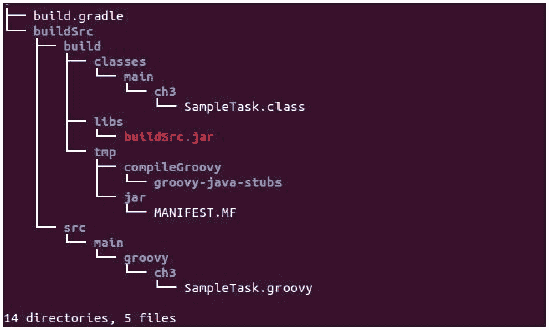 build.gradle
buildSrc
build
classes
main
ch3
SampleTask.class
libs
buildSrc.jar
tmp
compileGroovy
groovy-java-stubs
jar
MANIFEST.MF
src
main
groovy
ch3
SampleTask.groovy
14 directories, 5 files